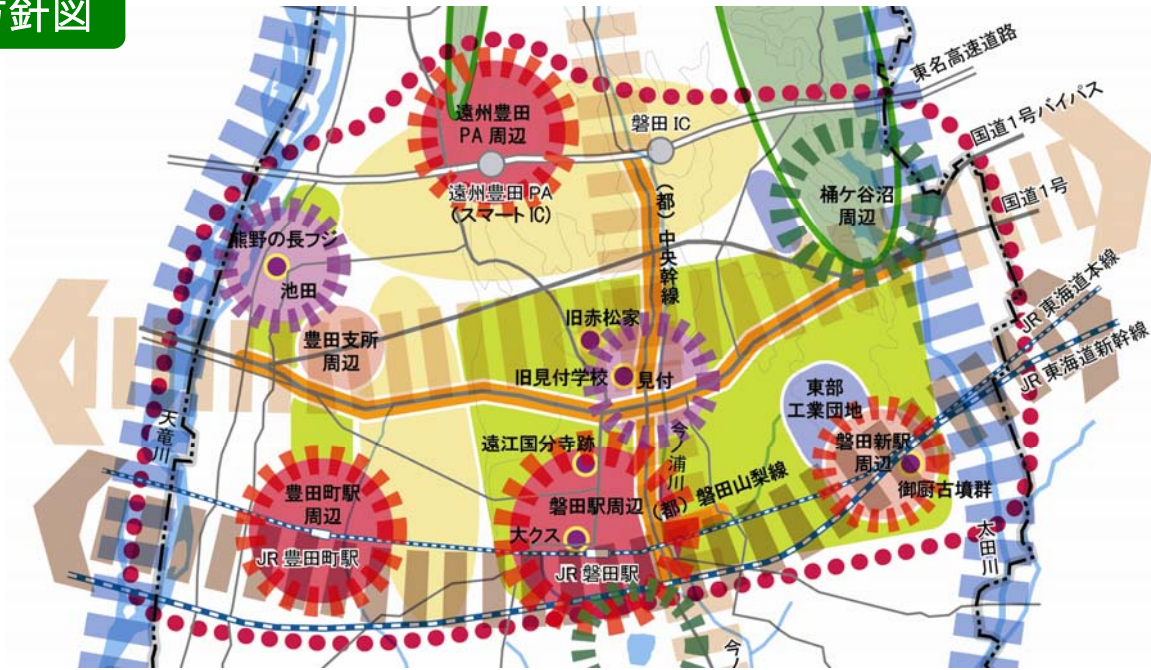 方針図
東名高速道路
遠州豊田
PA 周辺
磐田 IC
国道1号バイパス
遠州豊田 PA
(スマートIC)
桶ケ谷沼
周辺
国道1号
(都)中央幹線
熊野の長フジ
池田
JR 東海道本線
旧赤松家
豊田支所
周辺
JR 東海道新幹線
旧見付学校
見付
東部
工業団地
天竜川
今ノ浦川
遠江国分寺跡
磐田新駅
周辺
御厨古墳群
豊田町駅
周辺
磐田駅周辺
(都)磐田山梨線
大クス
太田川
JR 豊田町駅
JR 磐田駅
今ノ